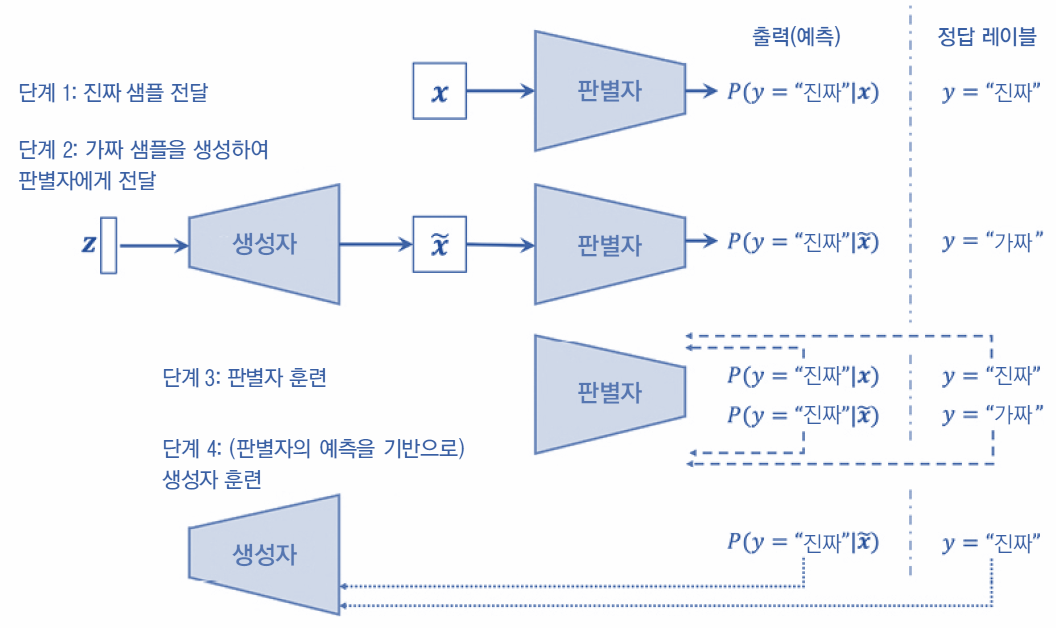 출력(예측)
정답 레이블
단계 1: 진짜 샘플 전달
x
판별자
P(y = “진짜”|x)
y = “진짜”
단계 2: 가짜 샘플을 생성하여
판별자에게 전달
z
생성자
x̃
판별자
P(y = “진짜”|x̃)
y = “가짜”
단계 3: 판별자 훈련
판별자
P(y = “진짜”|x)
y = “진짜”
P(y = “진짜”|x̃)
y = “가짜”
단계 4: (판별자의 예측을 기반으로)
생성자 훈련
생성자
P(y = “진짜”|x̃)
y = “진짜”